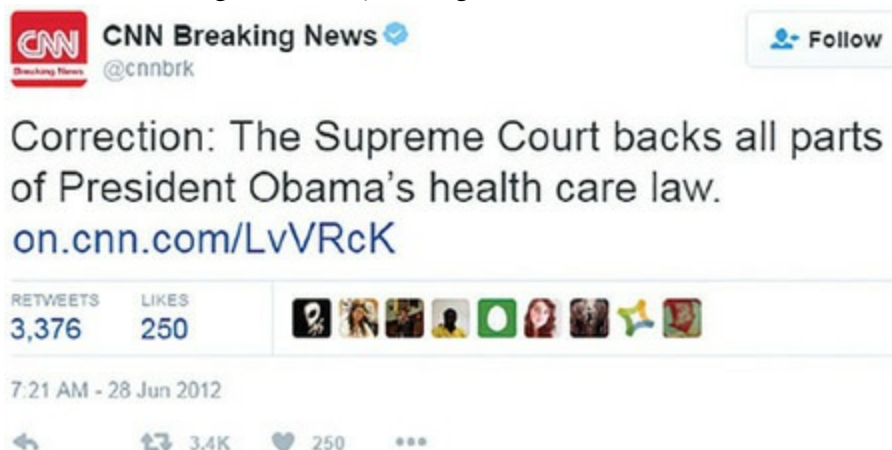 CNN
Breaking News
CNN Breaking News
@cnnbrk
Follow
Correction: The Supreme Court backs all parts
of President Obama's health care law.
on.cnn.com/LvVRcK
RETWEETS LIKES
3,376 250
7:21 AM - 28 Jun 2012
3.4K 250